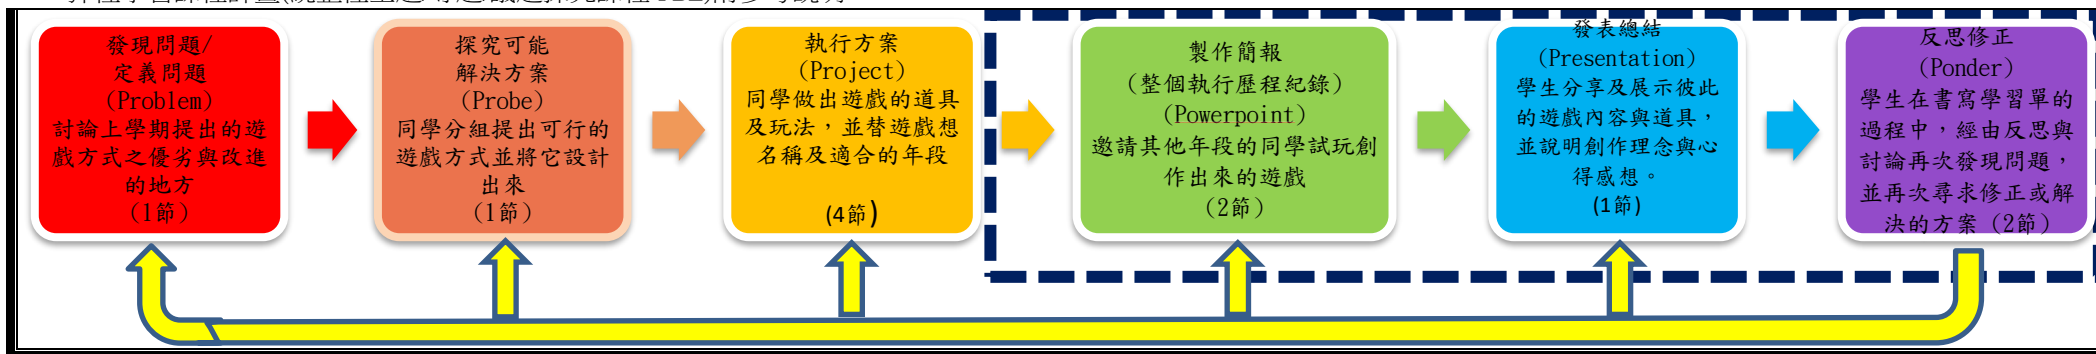 發現問題/
定義問題
(Problem)
討論上學期提出的遊
戲方式之優劣與改進
的地方
(1節)
探究可能
解決方案
(Probe)
同學分組提出可行的
遊戲方式並將它設計
出來
(1節)
執行方案
(Project)
同學做出遊戲的道具
及玩法，並替遊戲想
名稱及適合的年段
(4節)
製作簡報
(整個執行歷程紀錄)
(Powerpoint)
邀請其他年段的同學試玩創
作出來的遊戲
(2節)
發表總結
(Presentation)
學生分享及展示彼此
的遊戲內容與道具，
並說明創作理念與心
得感想。
(1節)
反思修正
(Ponder)
學生在書寫學習單的
過程中，經由反思與
討論再次發現問題，
並再次尋求修正或解
決的方案 (2節)